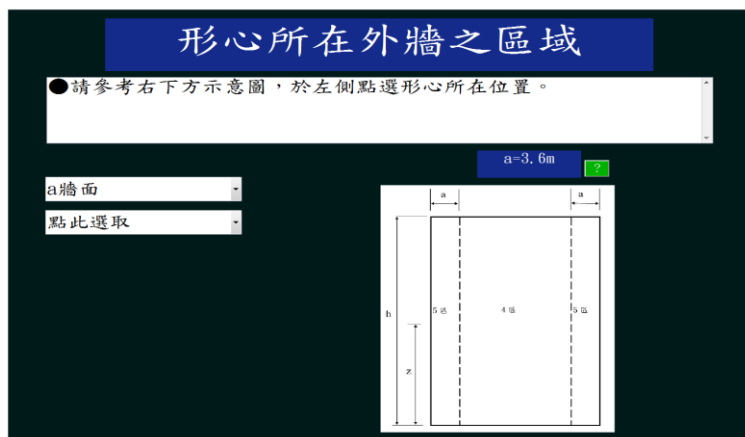 形心所在外牆之區域
●請參考右下方示意圖，於左側點選形心所在位置。
a=3.6m
?
a牆面
點此選取
a
a
5 區
4 區
5 區
h
z